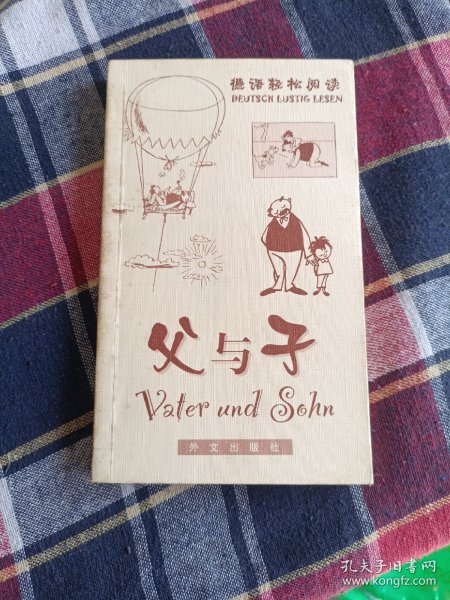 德语轻松阅读
DEUTSCH LUSTIG LESEN
父与子
Vater und Sohn
外文出版社
孔夫子旧书网
www.kongfz.com